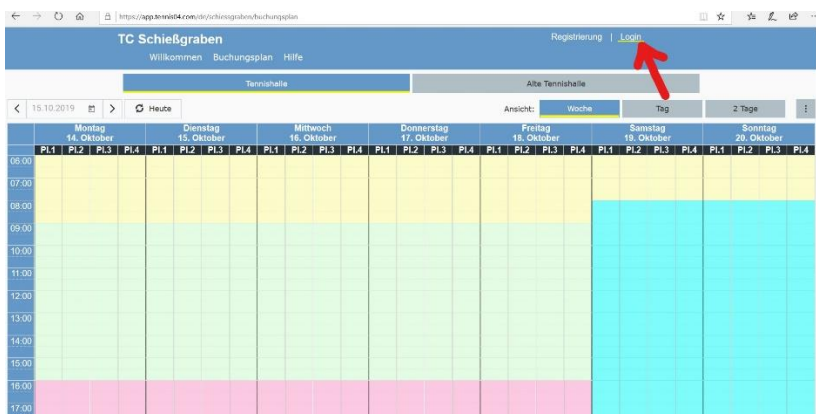 https://app.tennis04.com/de/schiessgraben/buchungsplan
TC Schießgraben
Registrierung | Login
Willkommen Buchungsplan Hilfe
Tennishalle Alte Tennishalle
15.10.2019 Heute Ansicht: Woche Tag 2 Tage
Montag Dienstag Mittwoch Donnerstag Freitag Samstag Sonntag
14. Oktober 15. Oktober 16. Oktober 17. Oktober 18. Oktober 19. Oktober 20. Oktober
Pl.1 Pl.2 Pl.3 Pl.4 Pl.1 Pl.2 Pl.3 Pl.4 Pl.1 Pl.2 Pl.3 Pl.4 Pl.1 Pl.2 Pl.3 Pl.4 Pl.1 Pl.2 Pl.3 Pl.4 Pl.1 Pl.2 Pl.3 Pl.4 Pl.1 Pl.2 Pl.3 Pl.4
06:00
07:00
08:00
09:00
10:00
11:00
12:00
13:00
14:00
15:00
16:00
17:00